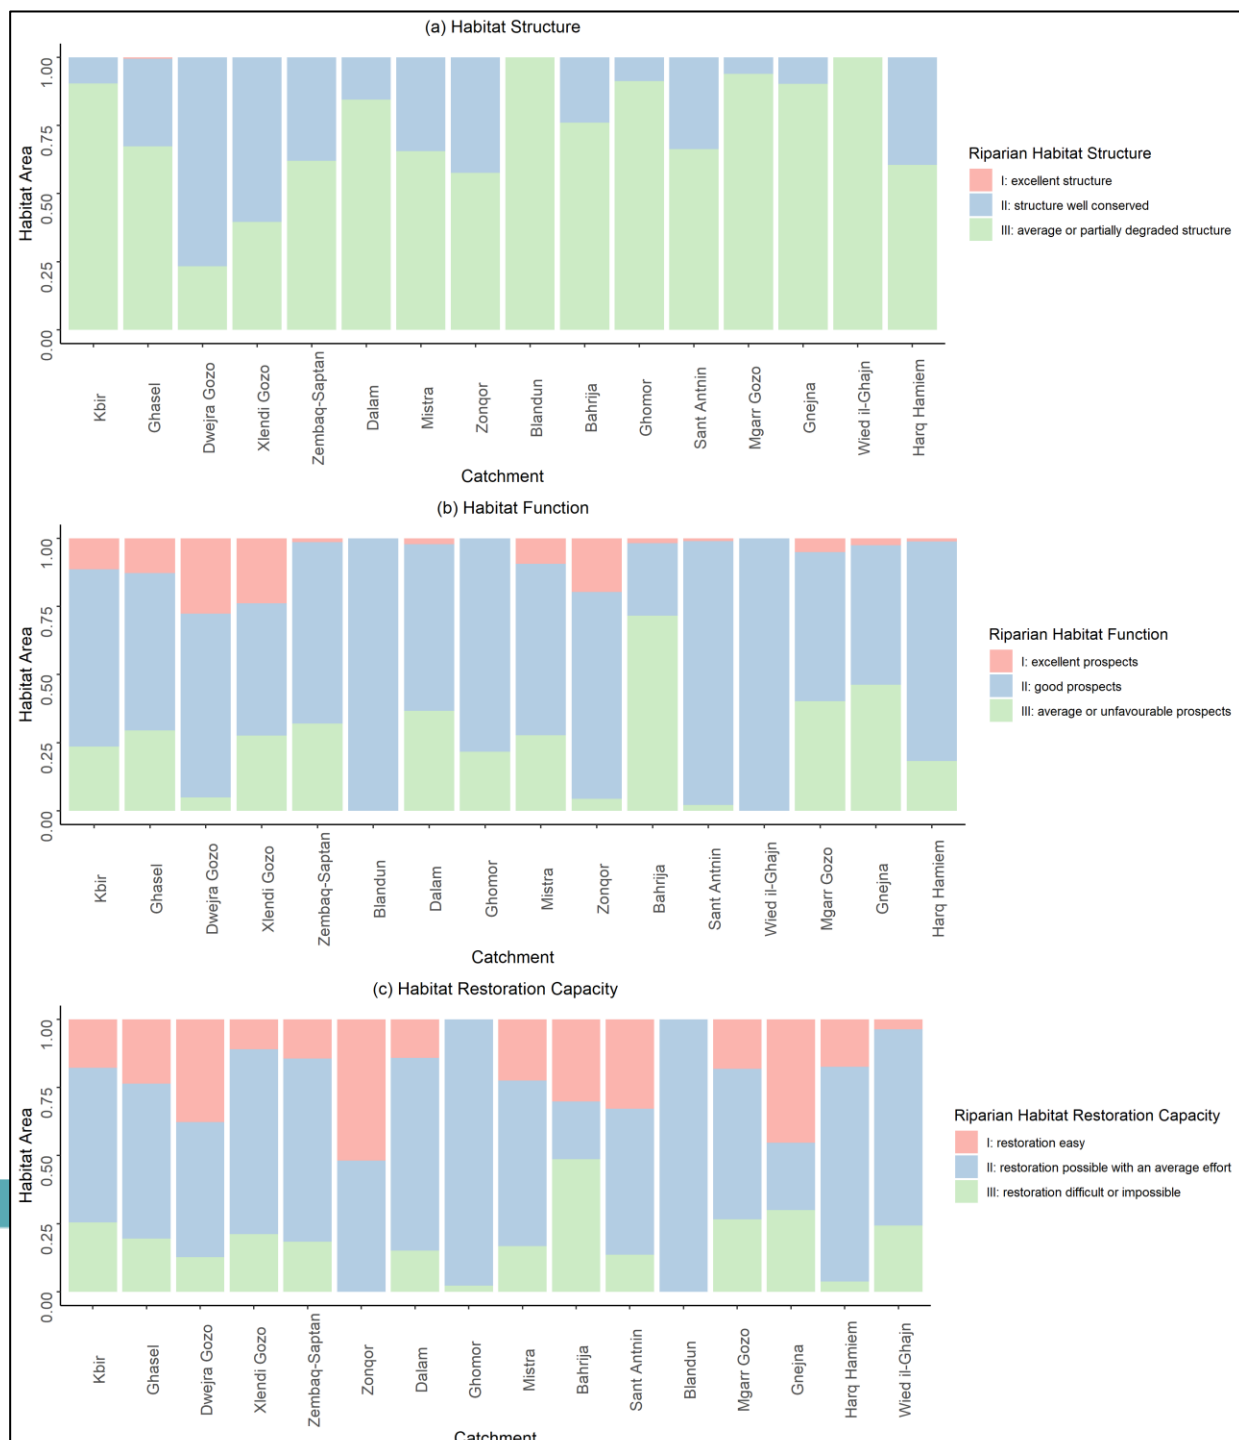 (a) Habitat Structure
Habitat Area
1.00
0.75
0.50
0.25
0.00
Kbir
Ghasel
Dwejra Gozo
Xlendi Gozo
Zembaq-Saptan
Dalam
Mistra
Zonqor
Blandun
Bahrija
Ghomor
Sant Antnin
Mgarr Gozo
Gnejna
Wied il-Ghajn
Harq Hamiem
Catchment
Riparian Habitat Structure
I: excellent structure
II: structure well conserved
III: average or partially degraded structure
(b) Habitat Function
Habitat Area
1.00
0.75
0.50
0.25
0.00
Kbir
Ghasel
Dwejra Gozo
Xlendi Gozo
Zembaq-Saptan
Blandun
Dalam
Ghomor
Mistra
Zonqor
Bahrija
Sant Antnin
Wied il-Ghajn
Mgarr Gozo
Gnejna
Harq Hamiem
Catchment
Riparian Habitat Function
I: excellent prospects
II: good prospects
III: average or unfavourable prospects
(c) Habitat Restoration Capacity
Habitat Area
1.00
0.75
0.50
0.25
0.00
Kbir
Ghasel
Dwejra Gozo
Xlendi Gozo
Zembaq-Saptan
Zonqor
Dalam
Ghomor
Mistra
Bahrija
Sant Antnin
Blandun
Mgarr Gozo
Gnejna
Harq Hamiem
Wied il-Ghajn
Catchment
Riparian Habitat Restoration Capacity
I: restoration easy
II: restoration possible with an average effort
III: restoration difficult or impossible